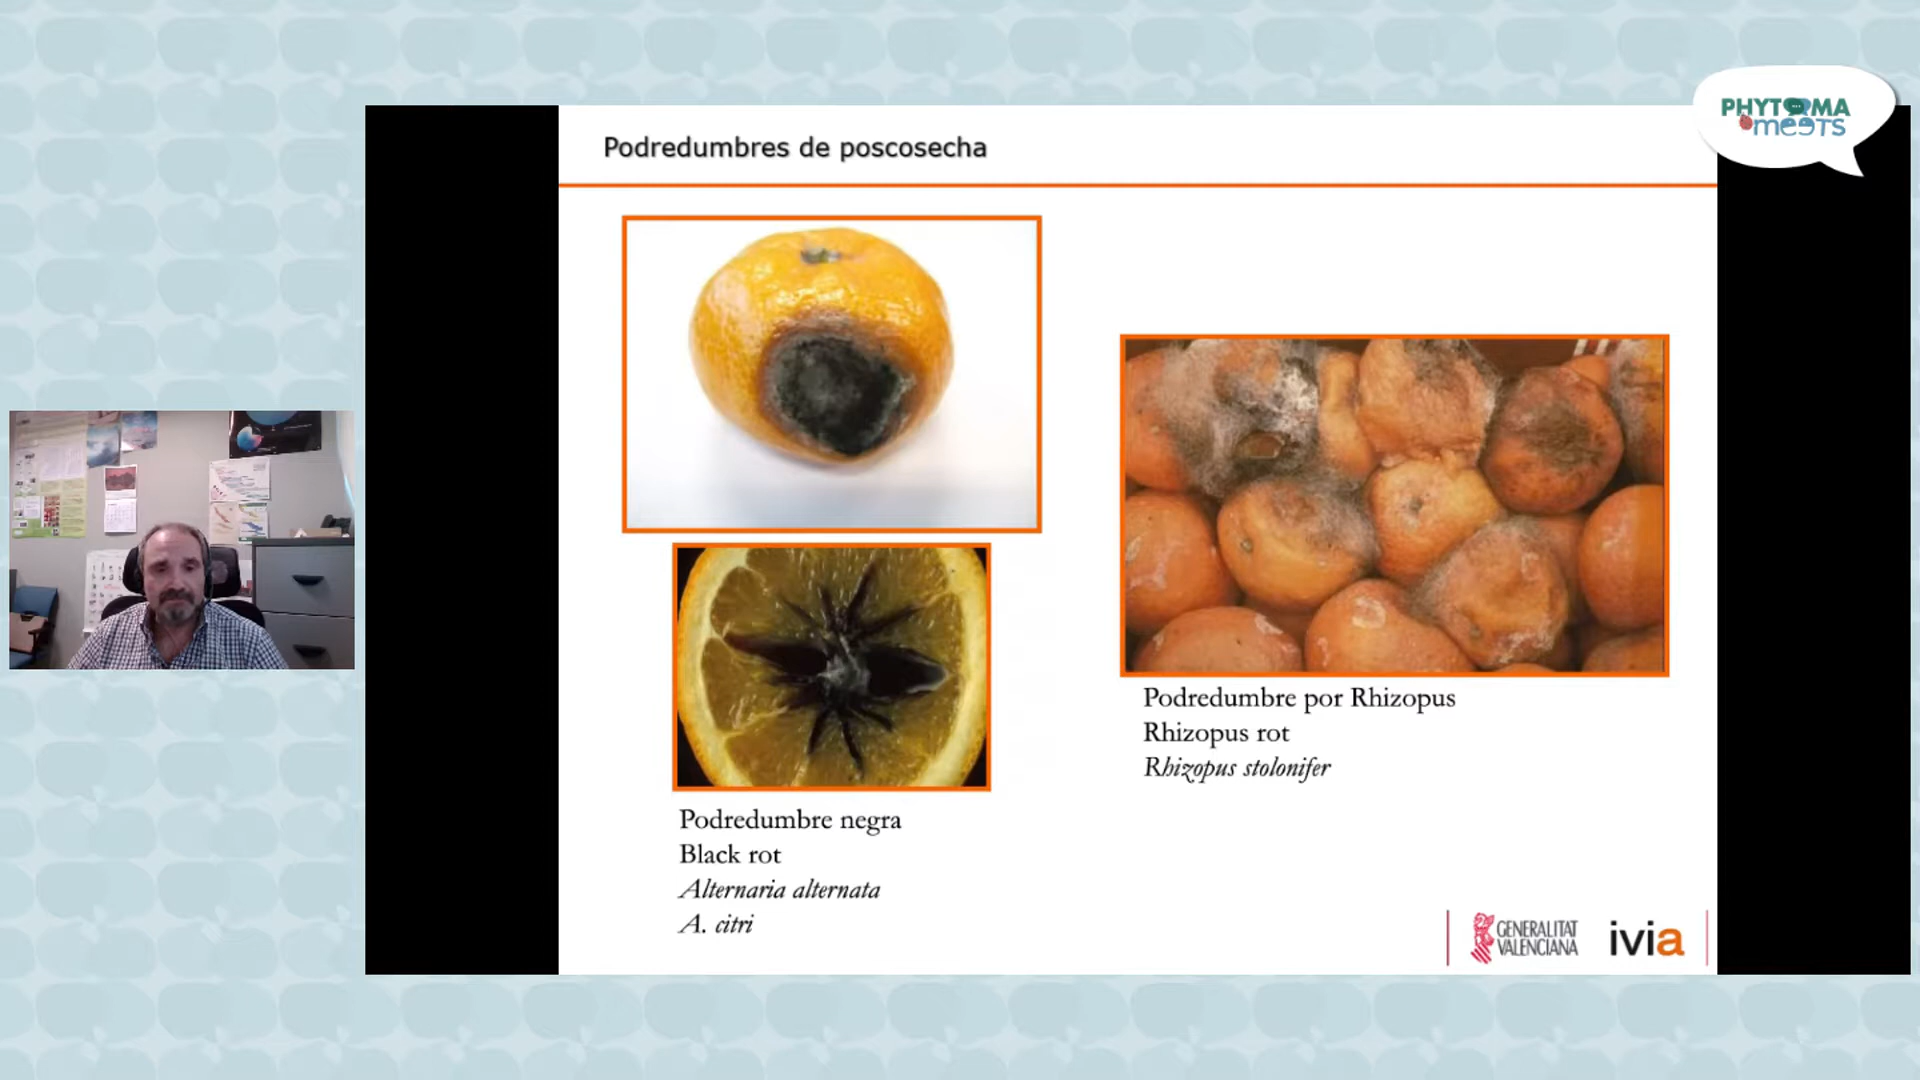 PHYTOMA
meets
Podredumbres de poscosecha
Podredumbre por Rhizopus
Rhizopus rot
Rhizopus stolonifer
Podredumbre negra
Black rot
Alternaria alternata
A. citri
GENERALITAT
VALENCIANA
ivia